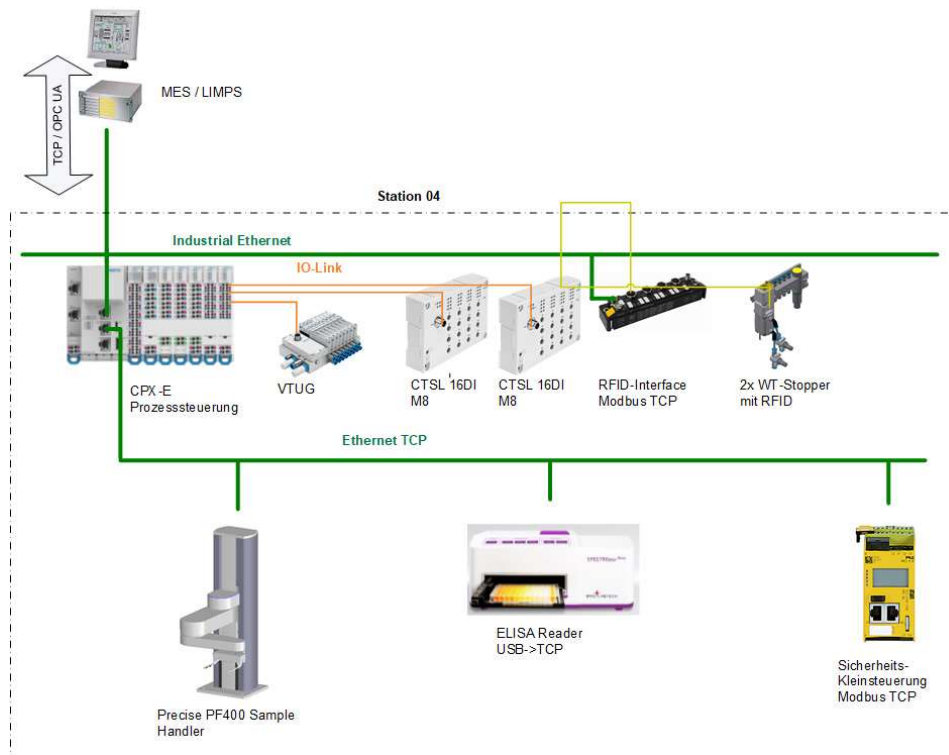 MES / LIMPS
TCP / OPC UA
Station 04
Industrial Ethernet
IO-Link
CPX-E
Prozesssteuerung
VTUG
CTSL 16DI
M8
CTSL 16DI
M8
RFID-Interface
Modbus TCP
2x WT-Stopper
mit RFID
Ethernet TCP
Precise PF400 Sample
Handler
ELISA Reader
USB->TCP
Sicherheits-
Kleinsteuerung
Modbus TCP